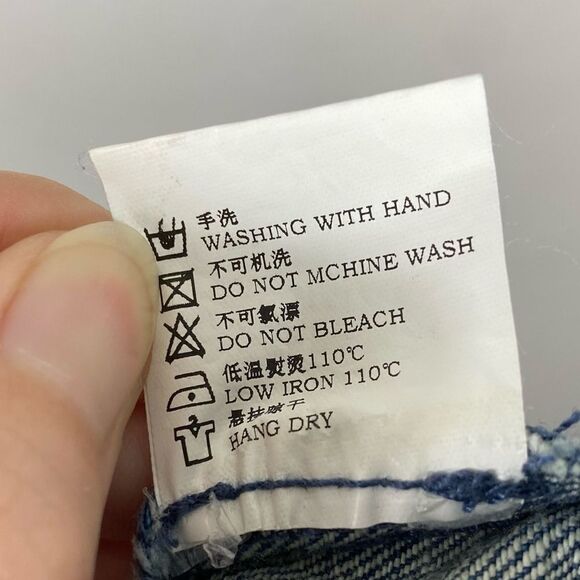 手洗
WASHING WITH HAND
不可机洗
DO NOT MCHINE WASH
不可氯漂
DO NOT BLEACH
低温熨烫110℃
LOW IRON 110℃
悬挂晾干
HANG DRY